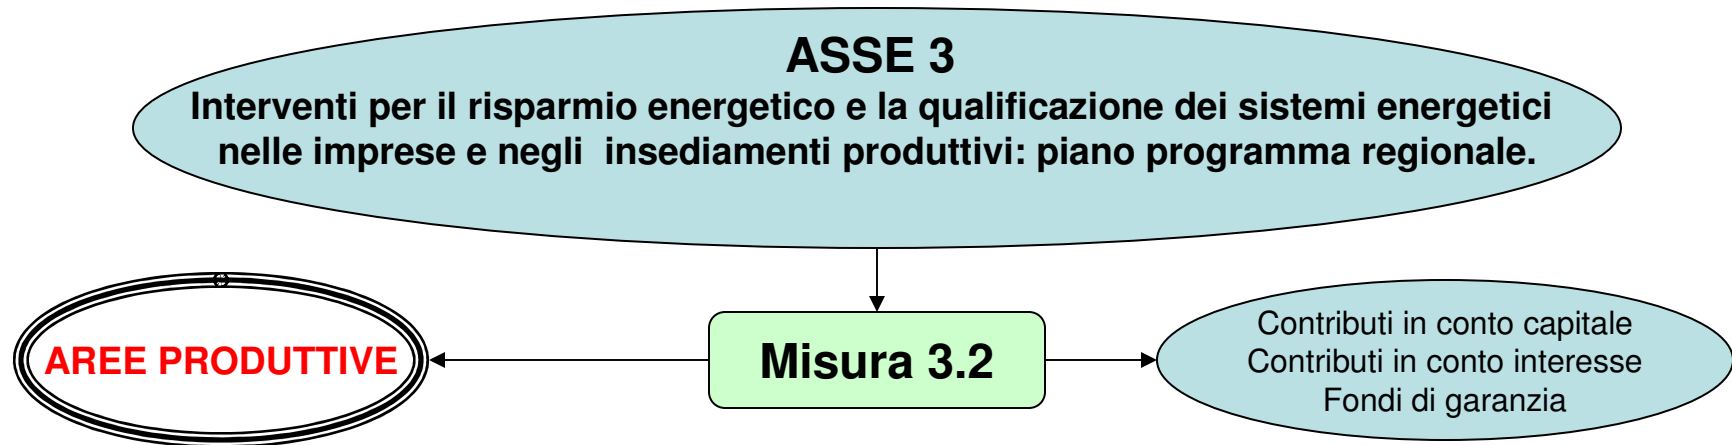 ASSE 3
Interventi per il risparmio energetico e la qualificazione dei sistemi energetici
nelle imprese e negli insediamenti produttivi: piano programma regionale.
AREE PRODUTTIVE
Misura 3.2
Contributi in conto capitale
Contributi in conto interesse
Fondi di garanzia